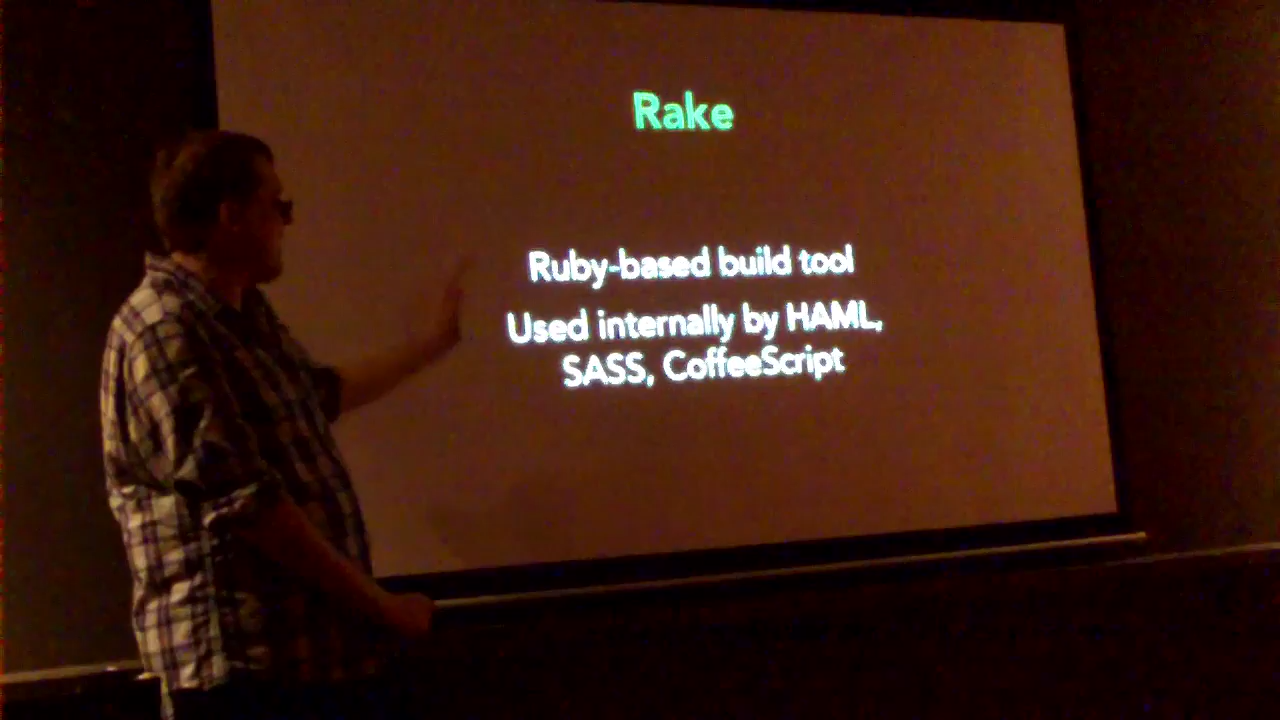 Rake
Ruby-based build tool
Used internally by HAML,
SASS, CoffeeScript